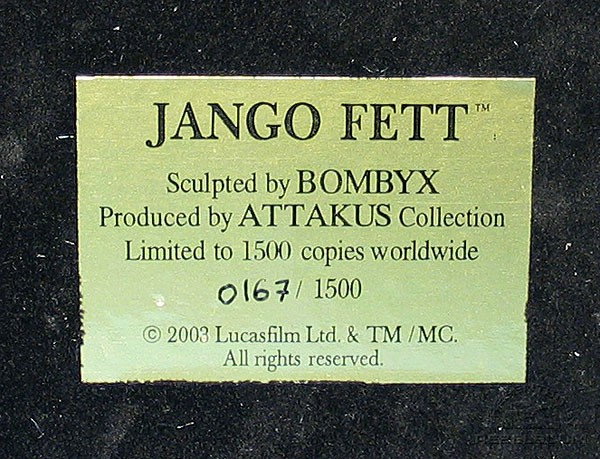 JANGO FETT™
Sculpted by BOMBYX
Produced by ATTAKUS Collection
Limited to 1500 copies worldwide
0167 / 1500
© 2003 Lucasfilm Ltd. & TM / MC.
All rights reserved.